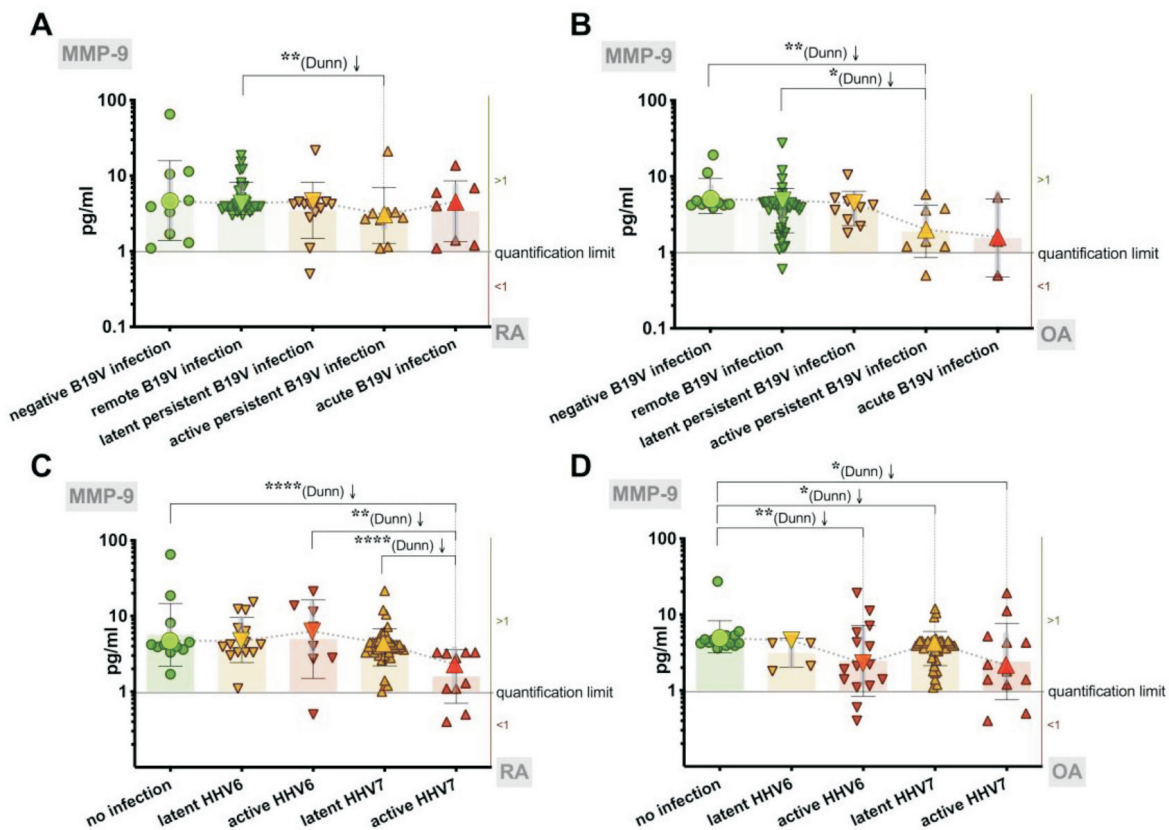 A
MMP-9
**(Dunn) ↓
100
10
1
0.1
pg/ml
>1
quantification limit
<1
RA
negative B19V infection
remote B19V infection
latent persistent B19V infection
active persistent B19V infection
acute B19V infection
B
MMP-9
**(Dunn) ↓
*(Dunn) ↓
100
10
1
0.1
pg/ml
>1
quantification limit
<1
OA
negative B19V infection
remote B19V infection
latent persistent B19V infection
active persistent B19V infection
acute B19V infection
C
MMP-9
****(Dunn) ↓
**(Dunn) ↓
****(Dunn) ↓
100
10
1
pg/ml
>1
quantification limit
<1
RA
no infection
latent HHV6
active HHV6
latent HHV7
active HHV7
D
MMP-9
*(Dunn) ↓
*(Dunn) ↓
**(Dunn) ↓
100
10
1
pg/ml
>1
quantification limit
<1
OA
no infection
latent HHV6
active HHV6
latent HHV7
active HHV7